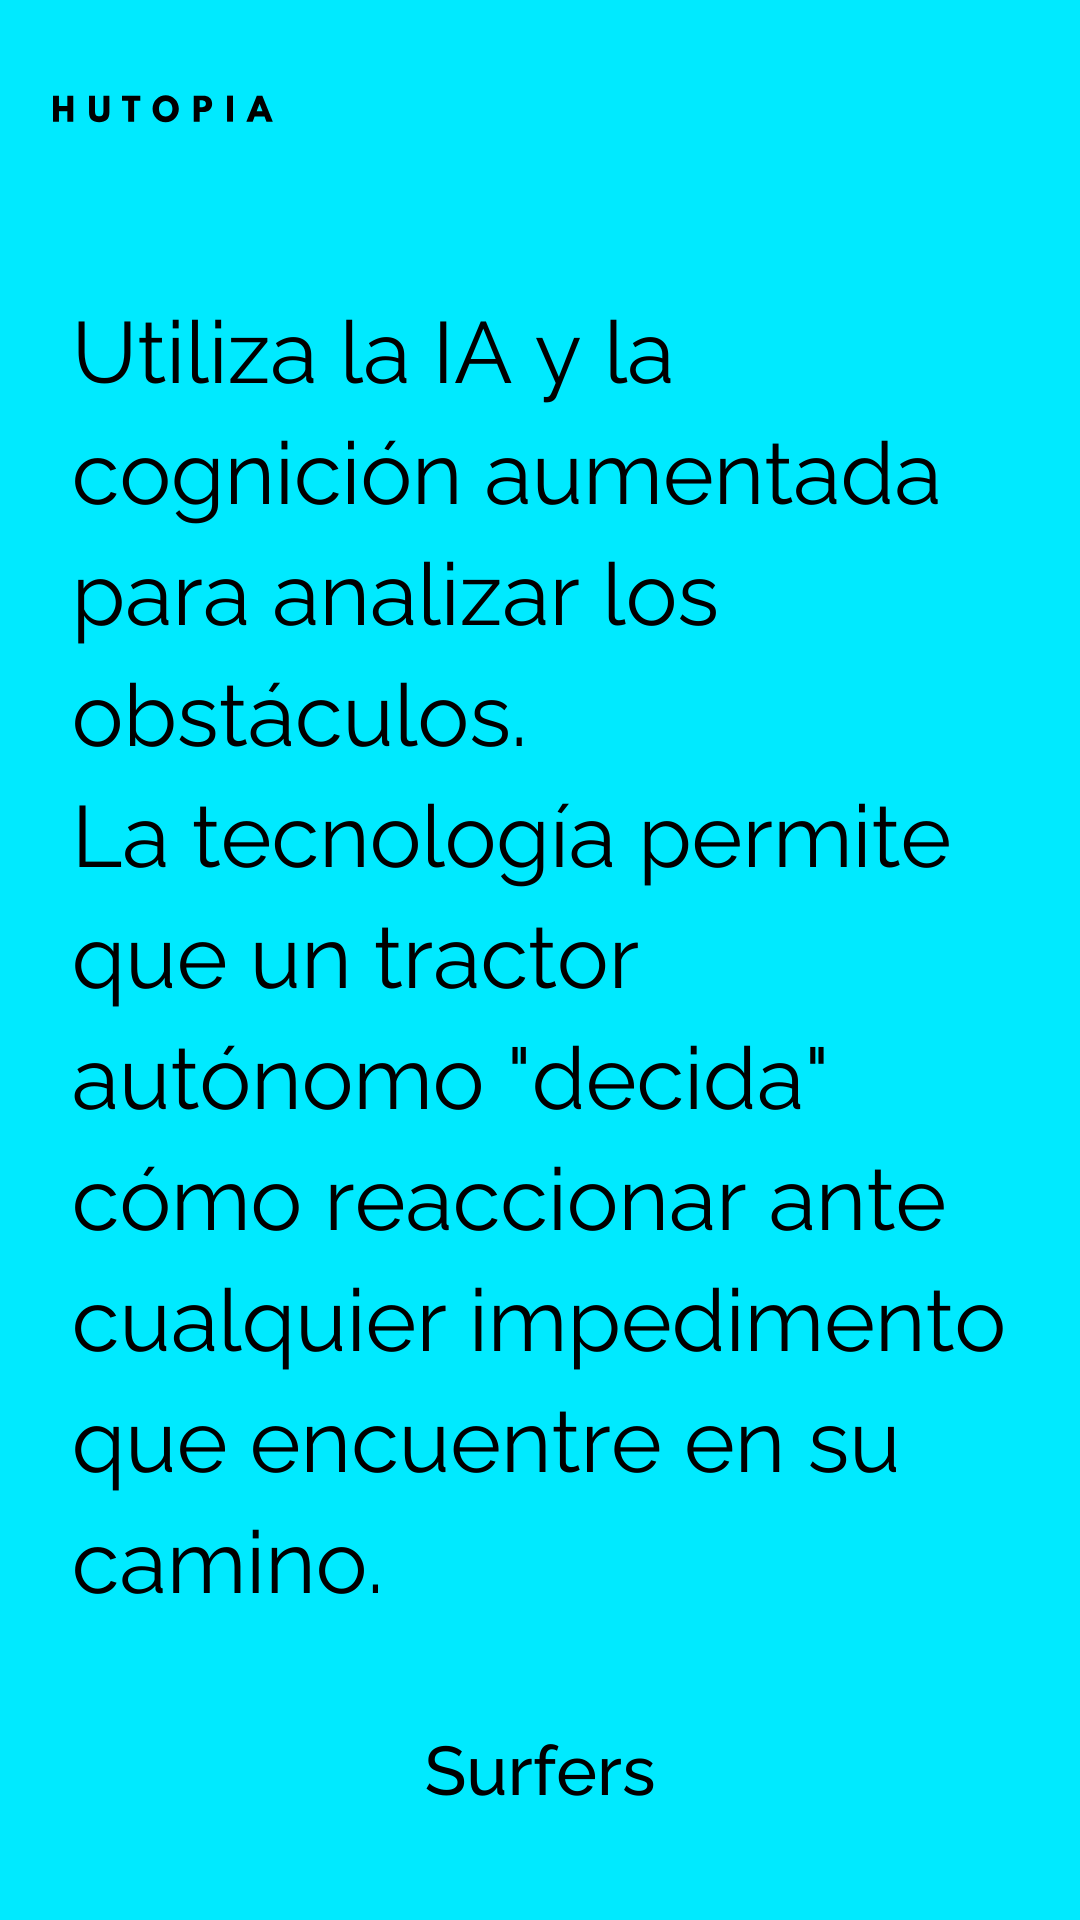 HUTOPIA
Utiliza la IA y la
cognición aumentada
para analizar los
obstáculos.
La tecnología permite
que un tractor
autónomo "decida"
cómo reaccionar ante
cualquier impedimento
que encuentre en su
camino.
Surfers